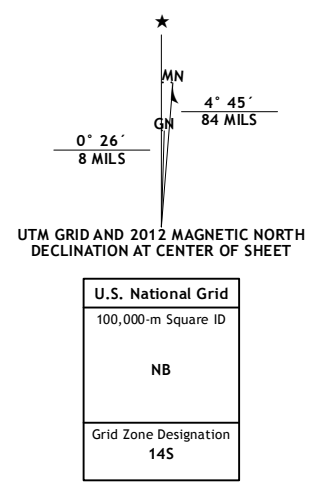 ★
MN
4° 45´
84 MILS
GN
0° 26´
8 MILS
UTM GRID AND 2012 MAGNETIC NORTH
DECLINATION AT CENTER OF SHEET
U.S. National Grid
100,000-m Square ID
NB
Grid Zone Designation
14S